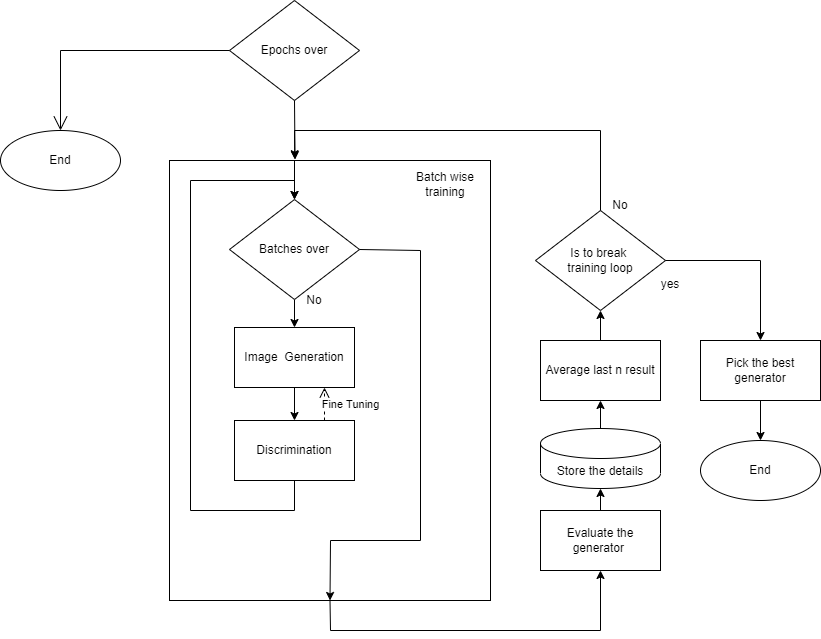 Epochs over
End
Batch wise
training
Batches over
No
Image  Generation
Fine Tuning
Discrimination
No
Is to break
training loop
yes
Average last n result
Pick the best
generator
Store the details
End
Evaluate the
generator